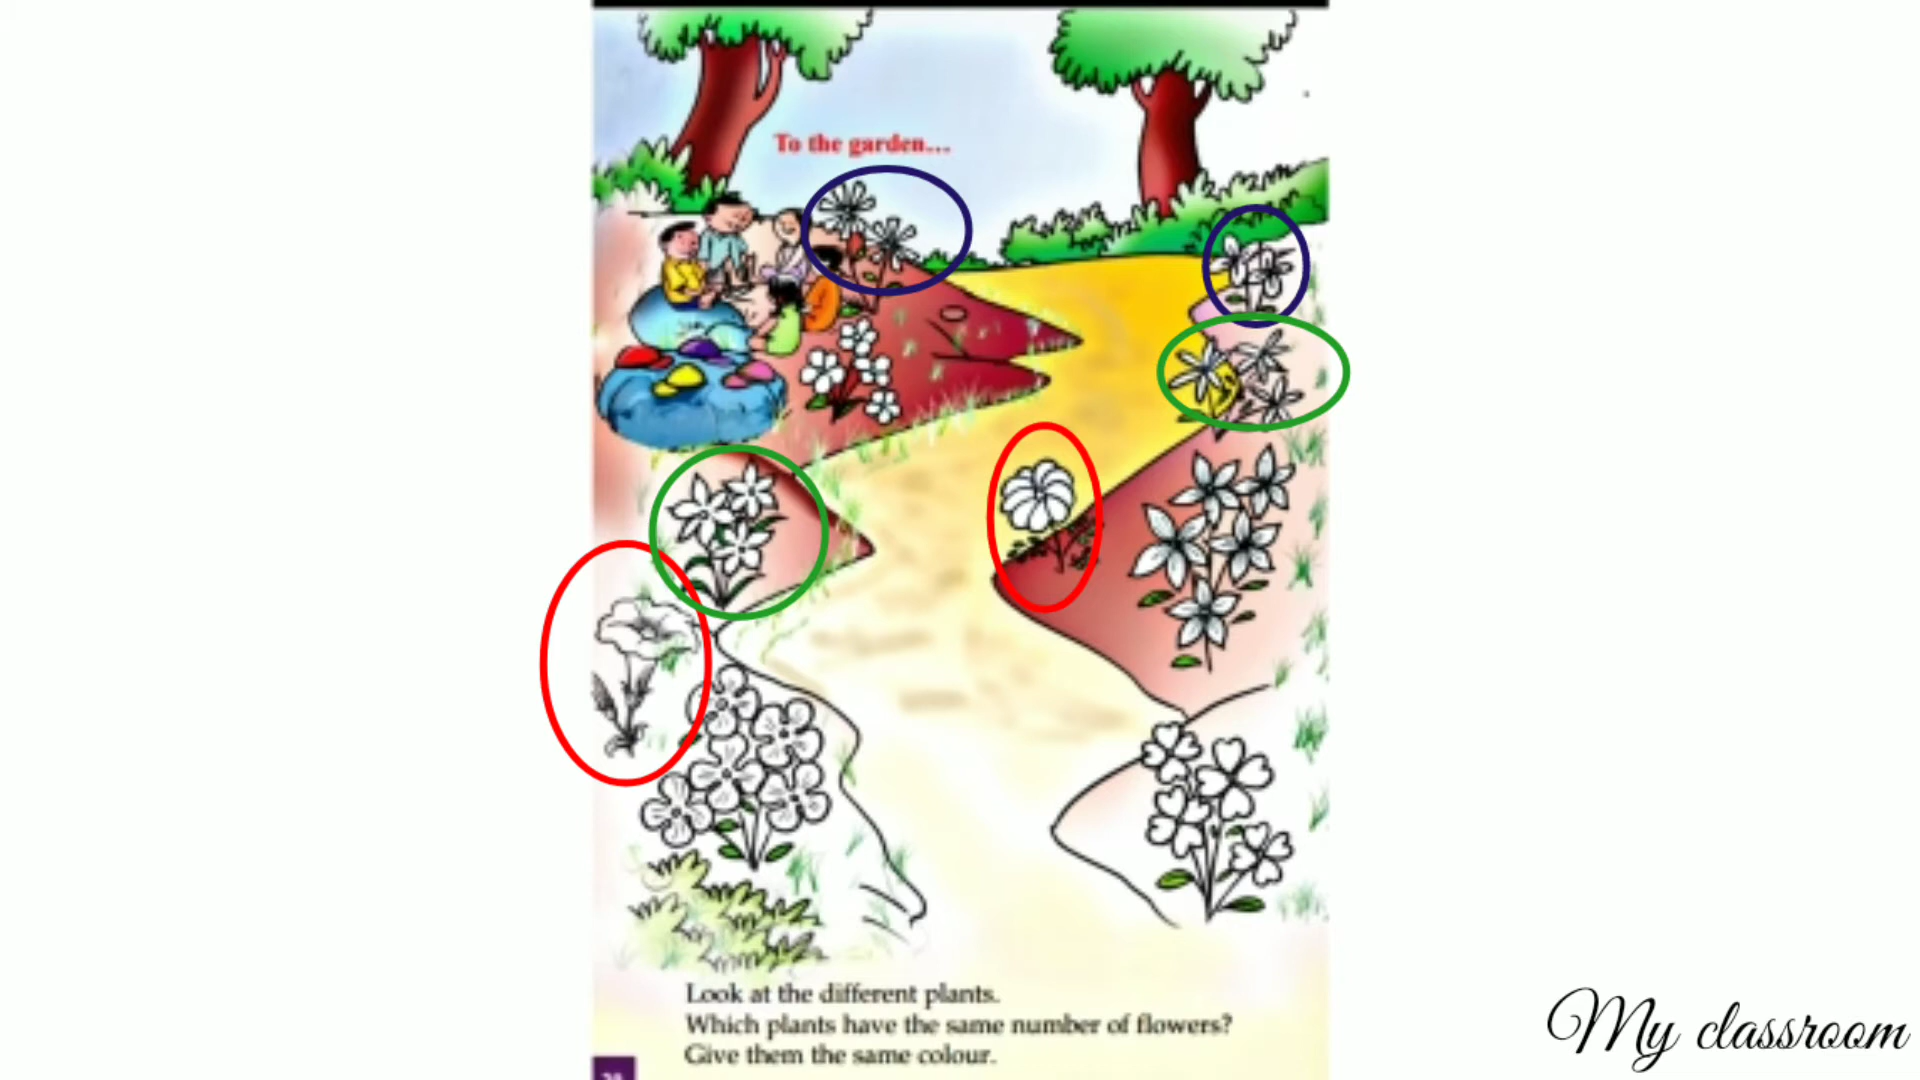 To the garden...
Look at the different plants.
Which plants have the same number of flowers?
Give them the same colour.
My classroom